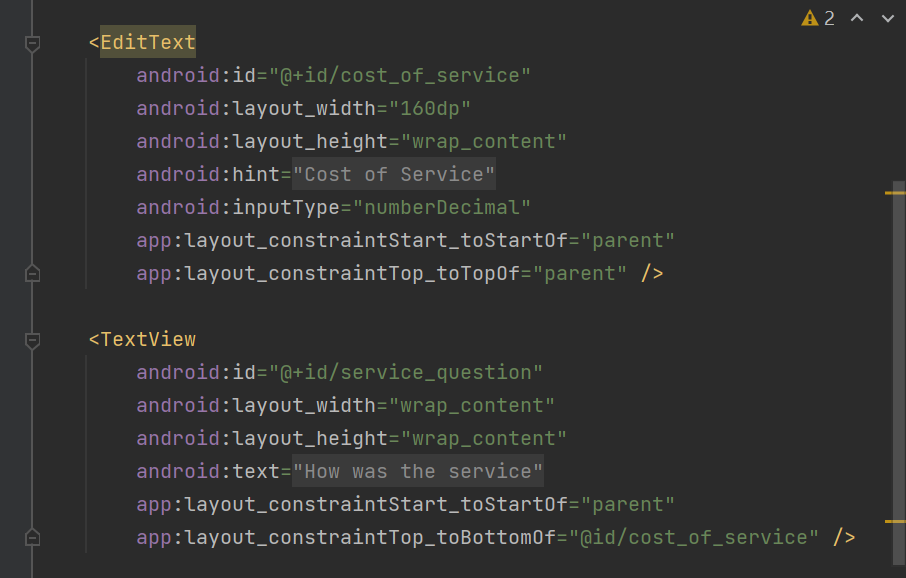 2
<EditText
android:id="@+id/cost_of_service"
android:layout_width="160dp"
android:layout_height="wrap_content"
android:hint="Cost of Service"
android:inputType="numberDecimal"
app:layout_constraintStart_toStartOf="parent"
app:layout_constraintTop_toTopOf="parent" />
<TextView
android:id="@+id/service_question"
android:layout_width="wrap_content"
android:layout_height="wrap_content"
android:text="How was the service"
app:layout_constraintStart_toStartOf="parent"
app:layout_constraintTop_toBottomOf="@id/cost_of_service" />